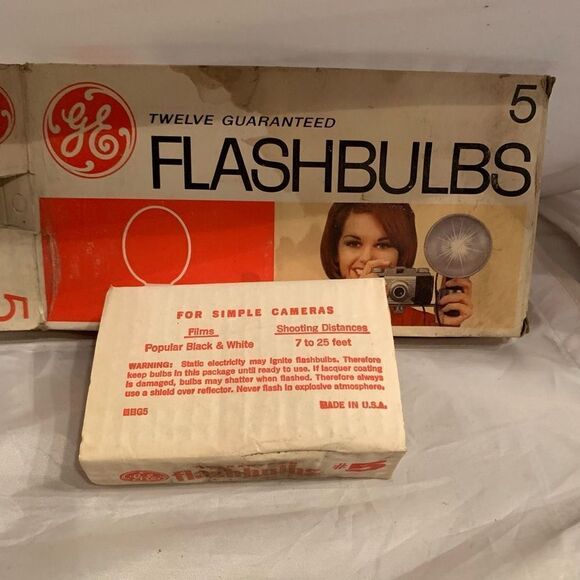 GE
TWELVE GUARANTEED
5
FLASHBULBS
5
FOR SIMPLE CAMERAS
Films Shooting Distances
Popular Black & White 7 to 25 feet
WARNING: Static electricity may ignite flashbulbs. Therefore
keep bulbs in this package until ready to use. If lacquer coating
is damaged, bulbs may shatter when flashed. Therefore always
use a shield over reflector. Never flash in explosive atmosphere.
MADE IN U.S.A.
GE flashbulbs #5